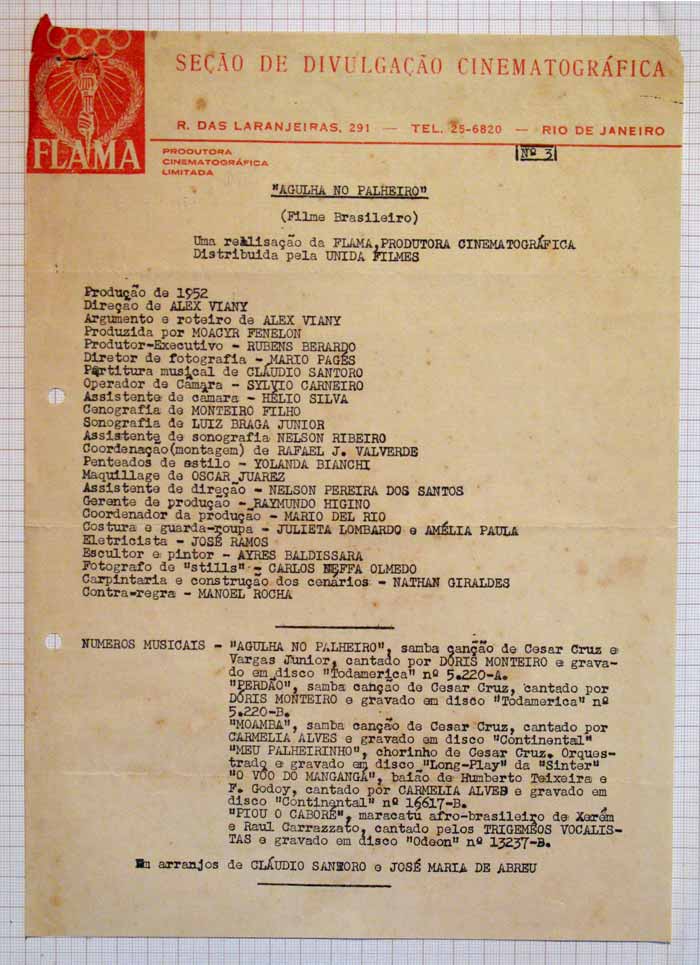 SEÇÃO DE DIVULGAÇÃO CINEMATOGRÁFICA
R. DAS LARANJEIRAS, 291 — TEL. 25-6820 — RIO DE JANEIRO
FLAMA
PRODUTORA
CINEMATOGRÁFICA
LIMITADA
Nº 3
"AGULHA NO PALHEIRO"
(Filme Brasileiro)
Uma realisação da FLAMA, PRODUTORA CINEMATOGRÁFICA
Distribuida pela UNIDA FILMES
Produção de 1952
Direção de ALEX VIANY
Argumento e roteiro de ALEX VIANY
Produzida por MOACYR FENELON
Produtor-Executivo - RUBENS BERARDO
Diretor de fotografia - MARIO PAGÉS
Partitura musical de CLÁUDIO SANTORO
Operador de Câmara - SYLVIO CARNEIRO
Assistente de câmara - HÉLIO SILVA
Cenografia de MONTEIRO FILHO
Sonografia de LUIZ BRAGA JUNIOR
Assistente de sonografia NELSON RIBEIRO
Coordenação(montagem) de RAFAEL J. VALVERDE
Penteados de estilo - YOLANDA BIANCHI
Maquillage de OSCAR JUAREZ
Assistente de direção - NELSON PEREIRA DOS SANTOS
Gerente de produção - RAYMUNDO HIGINO
Coordenador da produção - MARIO DEL RIO
Costura e guarda-roupa - JULIETA LOMBARDO e AMÉLIA PAULA
Eletricista - JOSÉ RAMOS
Escultor e pintor - AYRES BALDISSARA
Fotografo de "stills" - CARLOS NEFFA OLMEDO
Carpintaria e construção dos cenários - NATHAN GIRALDES
Contra-regra - MANOEL ROCHA
NUMEROS MUSICAIS - "AGULHA NO PALHEIRO", samba canção de Cesar Cruz e
Vargas Junior, cantado por DÓRIS MONTEIRO e grava-
do em disco "Todamerica" nº 5.220-A.
"PERDÃO", samba canção de Cesar Cruz, cantado por
DÓRIS MONTEIRO e gravado em disco "Todamerica" nº
5.220-B.
"MOAMBA", samba canção de Cesar Cruz, cantado por
CARMELIA ALVES e gravado em disco "Continental"
"MEU PALHEIRINHO", chorinho de Cesar Cruz. Orques-
trado e gravado em disco "Long-Play" da "Sinter"
"O VÔO DO MANGANGÁ", baião de Humberto Teixeira e
F. Godoy, cantado por CARMELIA ALVES e gravado em
disco "Continental" nº 16617-B.
"PIOU O CABORÉ", maracatú afro-brasileiro de Xerém
e Raul Carrazzato, cantado pelos TRIGEMEOS VOCALIS-
TAS e gravado em disco "Odeon" nº 13237-B.
Em arranjos de CLÁUDIO SANTORO e JOSÉ MARIA DE ABREU